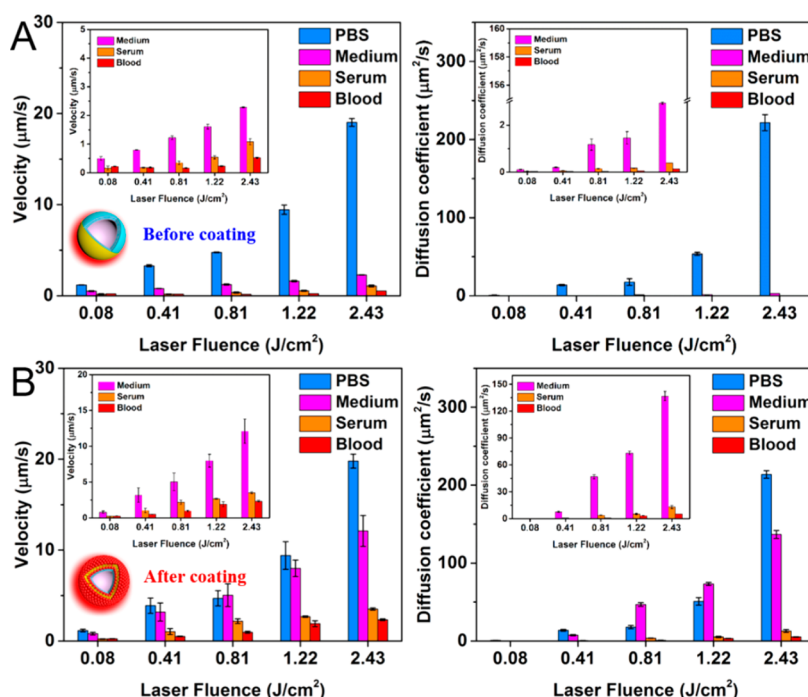 A
30
20
10
0
Velocity (μm/s)
0.08 0.41 0.81 1.22 2.43
Laser Fluence (J/cm²)
PBS
Medium
Serum
Blood
Before coating
5
4
3
2
1
0
Velocity (μm/s)
Medium
Serum
Blood
0.08 0.41 0.81 1.22 2.43
Laser Fluence (J/cm²)
300
200
100
0
Diffusion coefficient (μm²/s)
0.08 0.41 0.81 1.22 2.43
Laser Fluence (J/cm²)
PBS
Medium
Serum
Blood
160
158
156
2
0
Diffusion coefficient (μm²/s)
Medium
Serum
Blood
0.08 0.41 0.81 1.22 2.43
Laser Fluence (J/cm²)
B
30
20
10
0
Velocity (μm/s)
0.08 0.41 0.81 1.22 2.43
Laser Fluence (J/cm²)
PBS
Medium
Serum
Blood
After coating
20
15
10
5
0
Velocity (μm/s)
Medium
Serum
Blood
0.08 0.41 0.81 1.22 2.43
Laser Fluence (J/cm²)
300
200
100
0
Diffusion coefficient (μm²/s)
0.08 0.41 0.81 1.22 2.43
Laser Fluence (J/cm²)
PBS
Medium
Serum
Blood
150
120
90
60
30
0
Diffusion coefficient (μm²/s)
Medium
Serum
Blood
0.08 0.41 0.81 1.22 2.43
Laser Fluence (J/cm²)